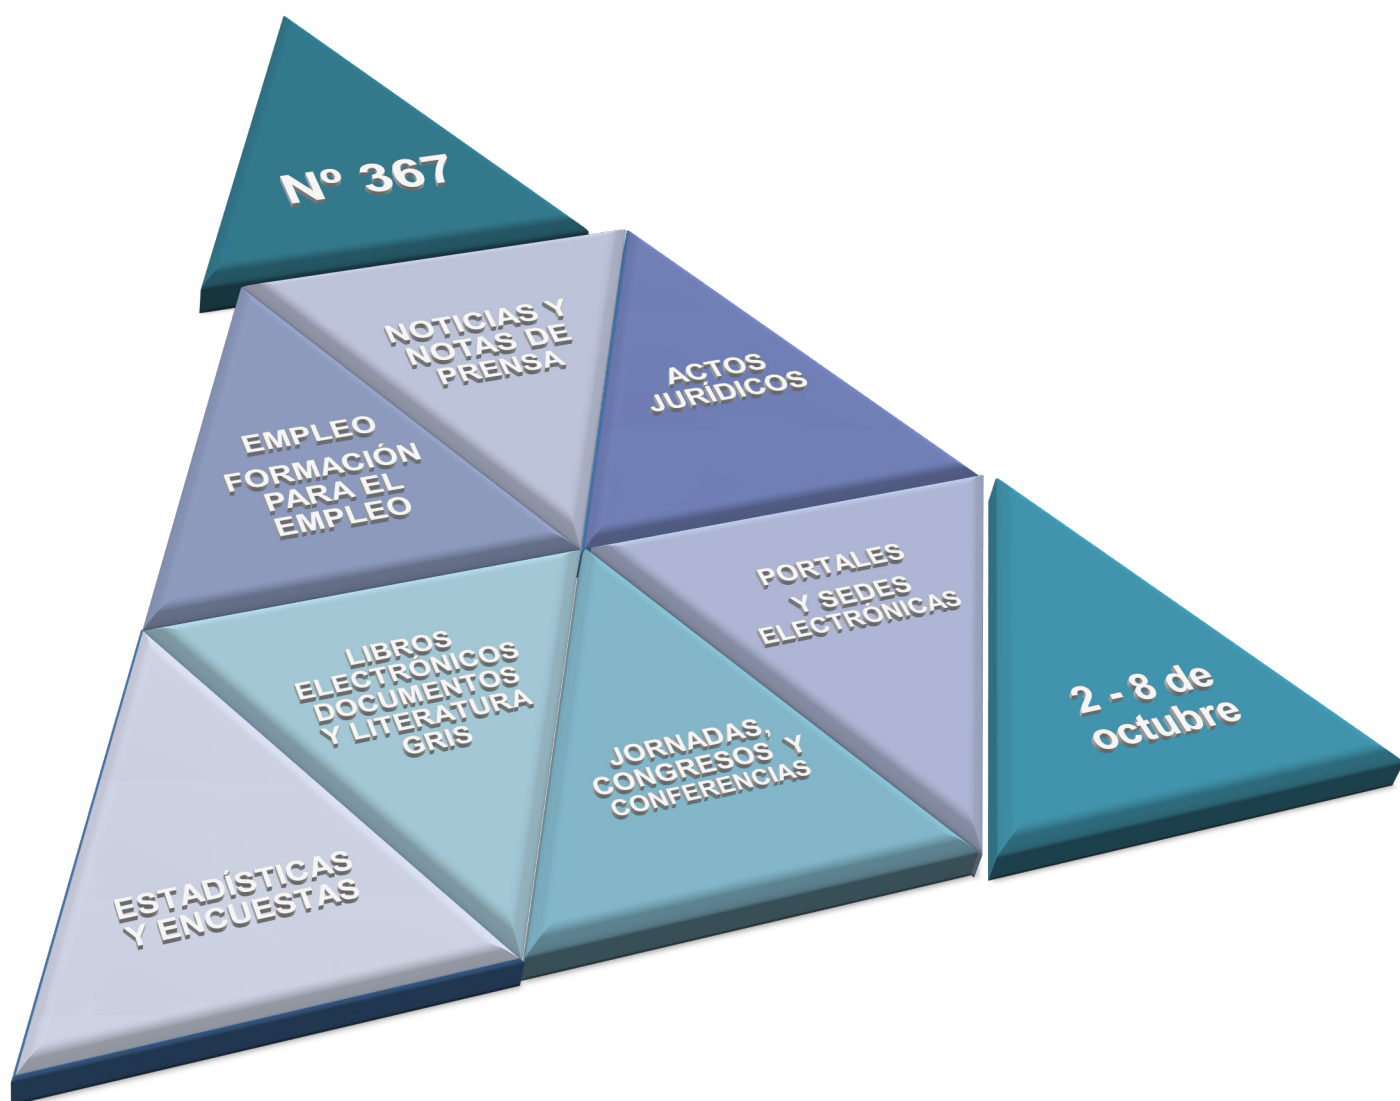 Nº 367
NOTICIAS Y
NOTAS DE
PRENSA
ACTOS
JURÍDICOS
EMPLEO
FORMACIÓN
PARA EL
EMPLEO
PORTALES
Y SEDES
ELECTRÓNICAS
LIBROS
ELECTRÓNICOS
DOCUMENTOS
Y LITERATURA
GRIS
JORNADAS,
CONGRESOS Y
CONFERENCIAS
2 - 8 de
octubre
ESTADÍSTICAS
Y ENCUESTAS